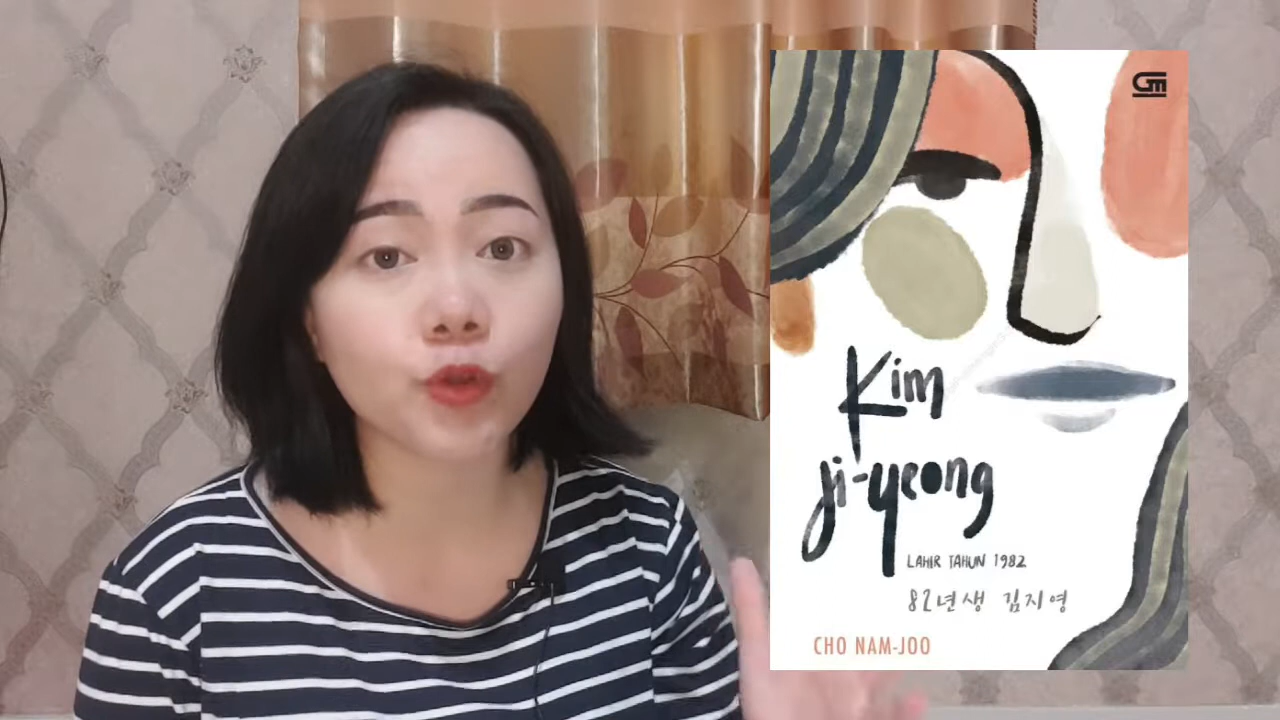 Gm
Kim
ji-yeong
LAHIR TAHUN 1982
82년생 김지영
CHO NAM-JOO